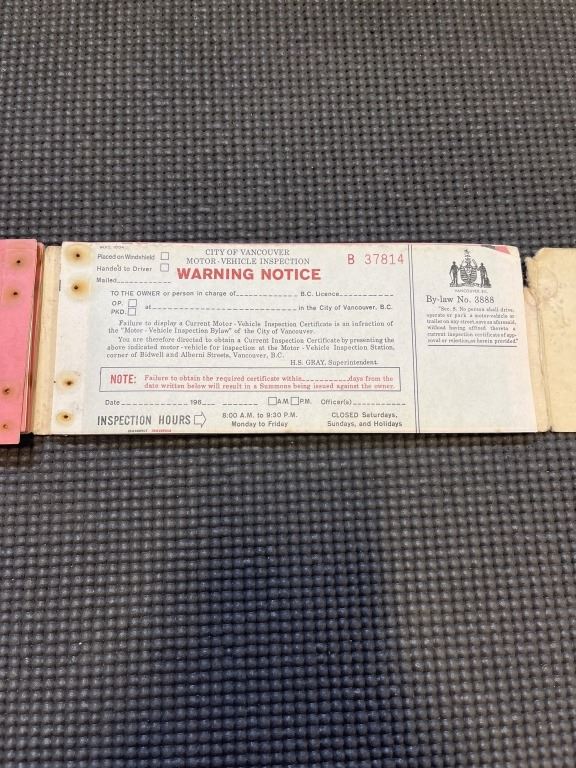 Placed on Windshield
Handed to Driver
Mailed
CITY OF VANCOUVER
MOTOR - VEHICLE INSPECTION
WARNING NOTICE
B 37814
TO THE OWNER or person in charge of B.C. Licence
OP.
PKD. at in the City of Vancouver, B.C.
Failure to display a Current Motor - Vehicle Inspection Certificate is an infraction of
the "Motor - Vehicle Inspection Bylaw" of the City of Vancouver.
You are therefore directed to obtain a Current Inspection Certificate by presenting the
above indicated motor - vehicle for inspection at the Motor - Vehicle Inspection Station,
corner of Bidwell and Alberni Streets, Vancouver, B.C.
H.S. GRAY, Superintendent.
NOTE: Failure to obtain the required certificate within days from the
date written below will result in a Summons being issued against the owner.
Date 196 A.M. P.M. Officer(s)
INSPECTION HOURS
8:00 A.M. to 9:30 P.M.
Monday to Friday
CLOSED Saturdays,
Sundays, and Holidays
VANCOUVER, B.C.
By-law No. 3888
"Sec. 8. No person shall drive,
operate or park a motor-vehicle or
trailer on any street, save as aforesaid,
without having affixed thereto a
current inspection certificate of app-
roval or rejection, as herein provided"